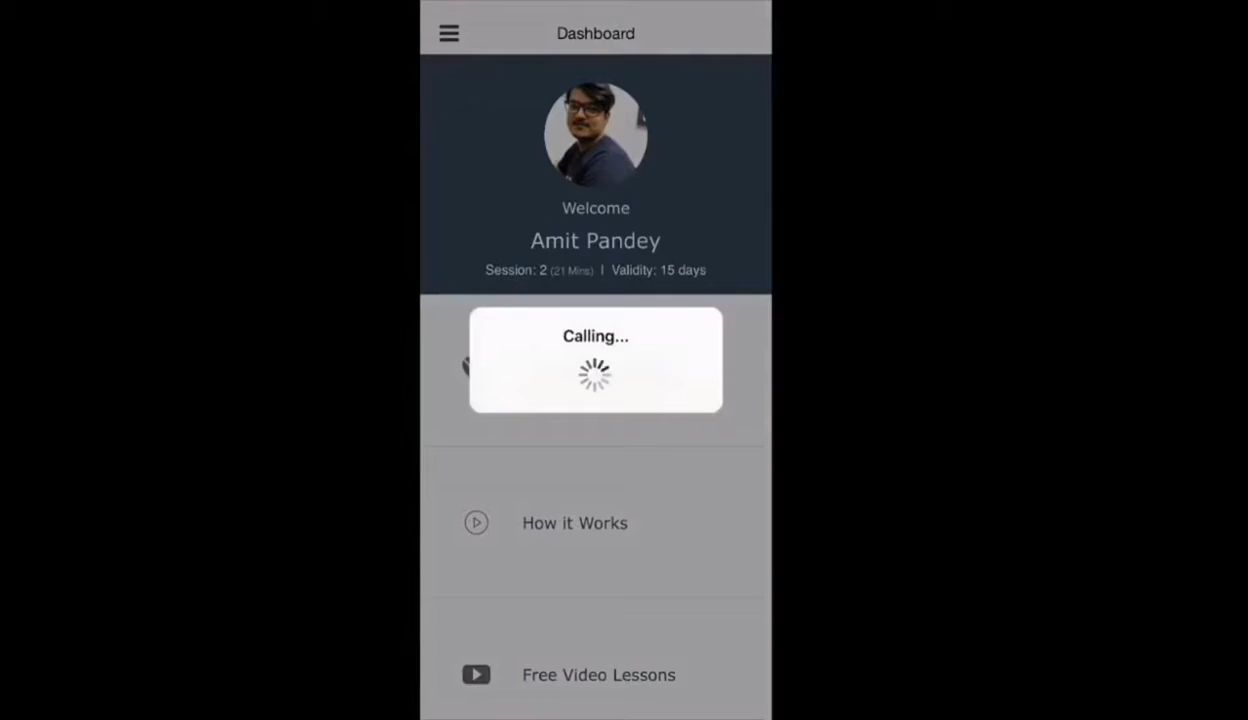 Dashboard
Welcome
Amit Pandey
Session: 2 (21 Mins) | Validity: 15 days
Calling...
How it Works
Free Video Lessons